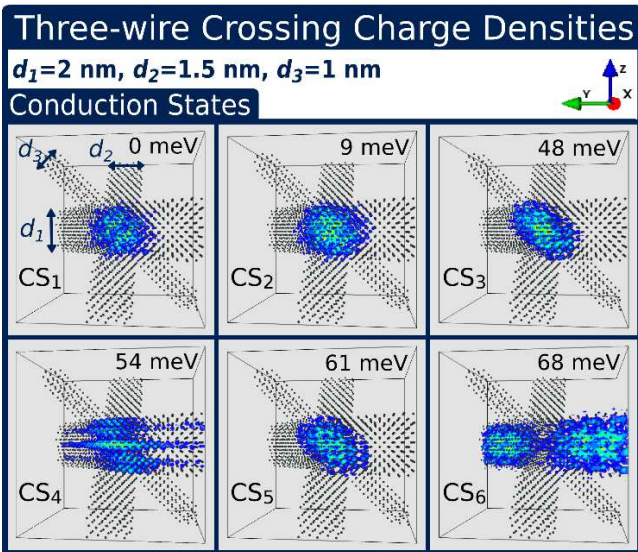 Three-wire Crossing Charge Densities
d₁=2 nm, d₂=1.5 nm, d₃=1 nm
Z
Y
X
Conduction States
0 meV
d₃
d₂
d₁
CS₁
9 meV
CS₂
48 meV
CS₃
54 meV
CS₄
61 meV
CS₅
68 meV
CS₆